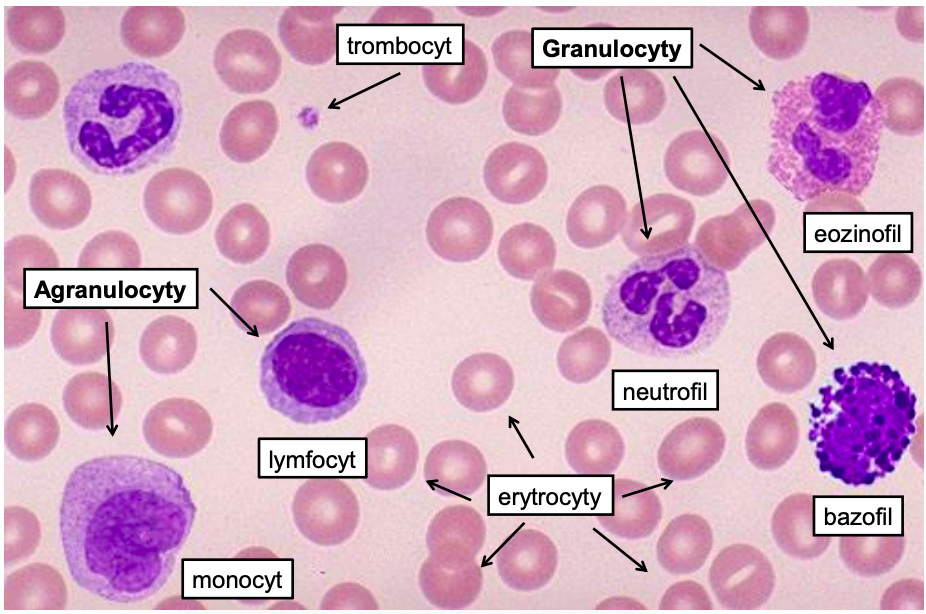 trombocyt
Granulocyty
eozinofil
Agranulocyty
neutrofil
lymfocyt
erytrocyty
bazofil
monocyt